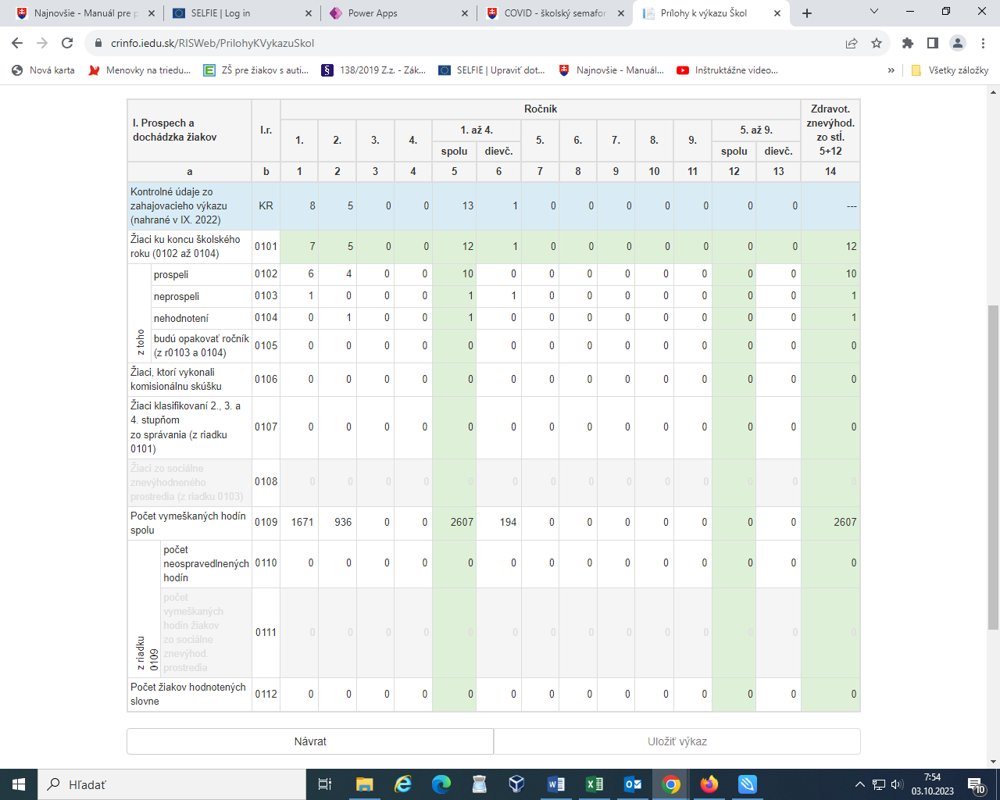 Najnovšie - Manuál pre p
SELFIE | Log in
Power Apps
COVID - školský semafor
Prílohy k výkazu Škol
crinfo.iedu.sk/RISWeb/PrilohyKVykazuSkol
Nová karta
Menovky na triedu...
ZŠ pre žiakov s auti...
138/2019 Z.z. - Zák...
SELFIE | Upraviť dot...
Najnovšie - Manuál...
Inštruktážne video...
»
Všetky záložky
I. Prospech a
dochádzka žiakov
l.r.
Ročník
Zdravot.
znevýhod.
zo stĺ.
5+12
1. 2. 3. 4. 1. až 4. 5. 6. 7. 8. 9. 5. až 9.
spolu dievč. spolu dievč.
a b 1 2 3 4 5 6 7 8 9 10 11 12 13 14
Kontrolné údaje zo
zahajovacieho výkazu
(nahrané v IX. 2022)
KR 8 5 0 0 13 1 0 0 0 0 0 0 0 ---
Žiaci ku koncu školského
roku (0102 až 0104)
0101 7 5 0 0 12 1 0 0 0 0 0 0 0 12
z toho
prospeli 0102 6 4 0 0 10 0 0 0 0 0 0 0 0 10
neprospeli 0103 1 0 0 0 1 1 0 0 0 0 0 0 0 1
nehodnotení 0104 0 1 0 0 1 0 0 0 0 0 0 0 0 1
budú opakovať ročník
(z r0103 a 0104)
0105 0 0 0 0 0 0 0 0 0 0 0 0 0 0
Žiaci, ktorí vykonali
komisionálnu skúšku
0106 0 0 0 0 0 0 0 0 0 0 0 0 0 0
Žiaci klasifikovaní 2., 3. a
4. stupňom
zo správania (z riadku
0101)
0107 0 0 0 0 0 0 0 0 0 0 0 0 0 0
Žiaci zo sociálne
znevýhodneného
prostredia (z riadku 0103)
0108 0 0 0 0 0 0 0 0 0 0 0 0 0 0
Počet vymeškaných hodín
spolu
0109 1671 936 0 0 2607 194 0 0 0 0 0 0 0 2607
z riadku
0109
počet
neospravedlnených
hodín
0110 0 0 0 0 0 0 0 0 0 0 0 0 0 0
počet
vymeškaných
hodín žiakov
zo sociálne
znevýhod.
prostredia
0111 0 0 0 0 0 0 0 0 0 0 0 0 0 0
Počet žiakov hodnotených
slovne
0112 0 0 0 0 0 0 0 0 0 0 0 0 0 0
Návrat
Uložiť výkaz
Hľadať
7:54
03.10.2023
10